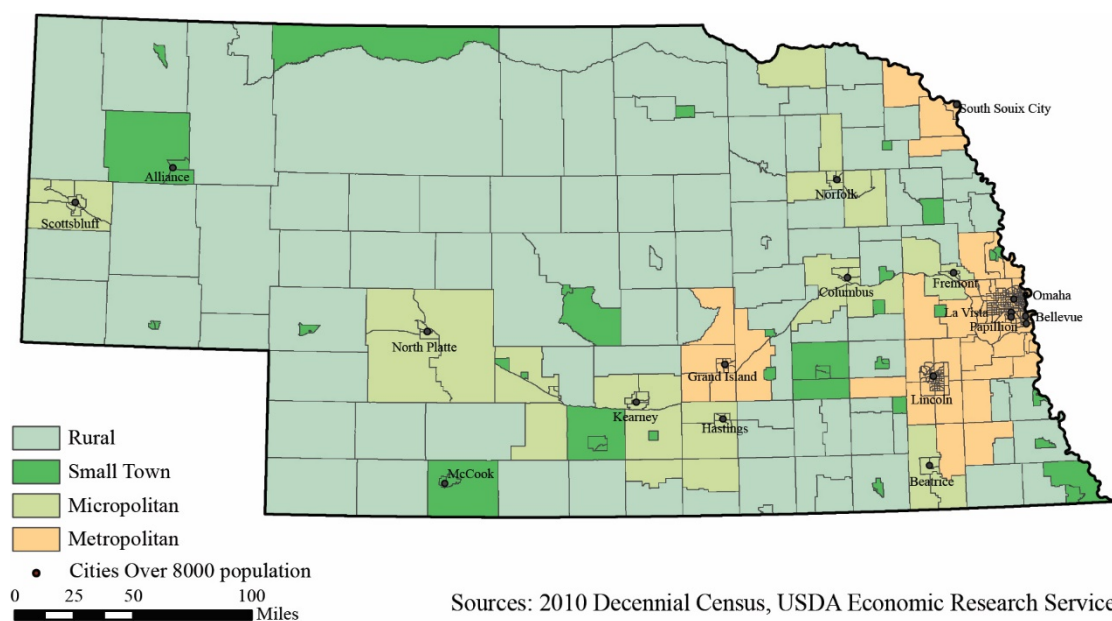 South Souix City
Alliance
Scottsbluff
Norfolk
Columbus
Fremont
Omaha
La Vista
Bellevue
Papillion
North Platte
Grand Island
Lincoln
Kearney
Hastings
McCook
Beatrice
Rural
Small Town
Micropolitan
Metropolitan
Cities Over 8000 population
0 50 100
Miles
Sources: 2010 Decennial Census, USDA Economic Research Service